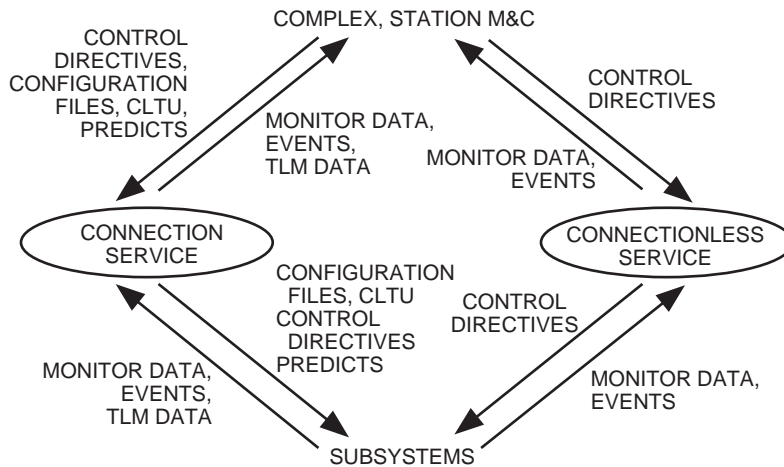 COMPLEX, STATION M&C
CONTROL
DIRECTIVES,
CONFIGURATION
FILES, CLTU,
PREDICTS
MONITOR DATA,
EVENTS,
TLM DATA
CONTROL
DIRECTIVES
MONITOR DATA,
EVENTS
CONNECTION
SERVICE
CONNECTIONLESS
SERVICE
CONFIGURATION
FILES, CLTU
CONTROL
DIRECTIVES
PREDICTS
CONTROL
DIRECTIVES
MONITOR DATA,
EVENTS,
TLM DATA
MONITOR DATA,
EVENTS
SUBSYSTEMS